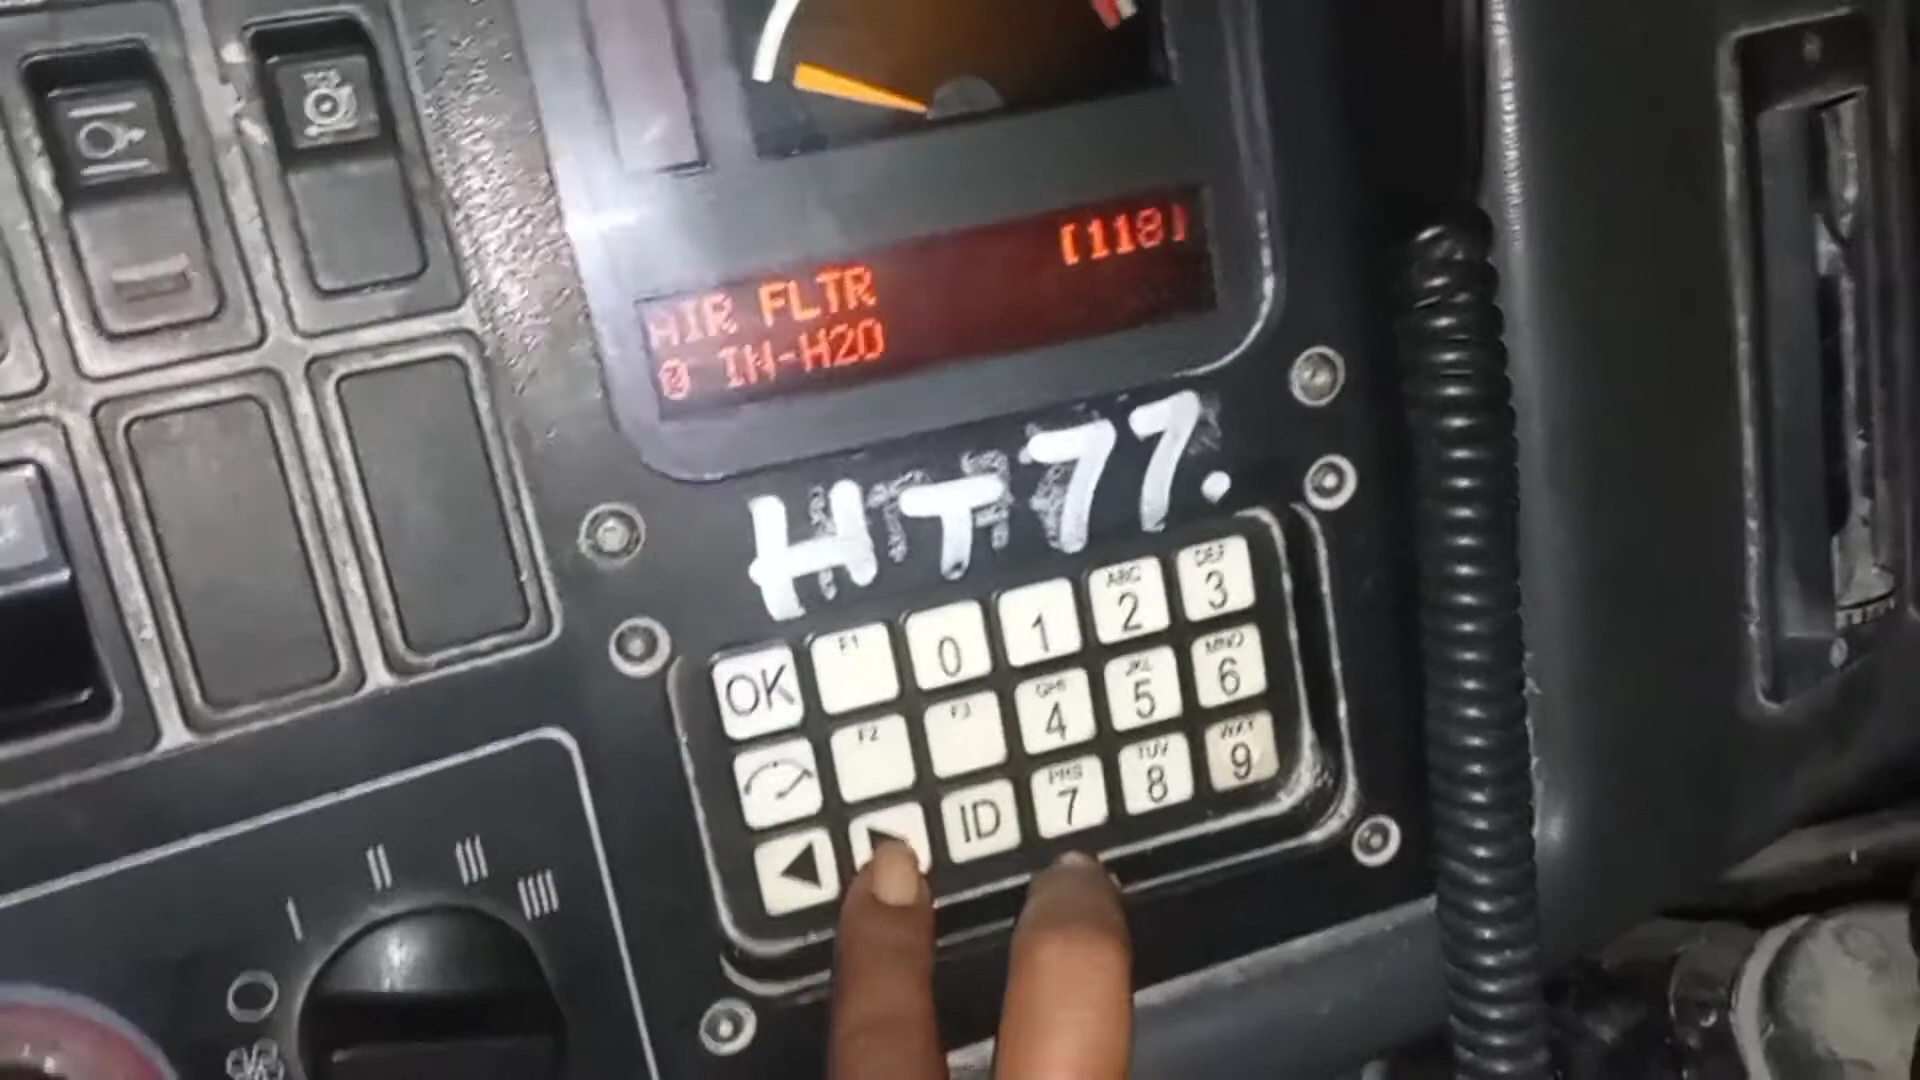 [118]
AIR FLTR
0 IN-H2O
HT77.
OK F1 0 1 ABC 2 DEF 3
F2 F3 GHI 4 JKL 5 MNO 6
ID PRS 7 TUV 8 WXY 9